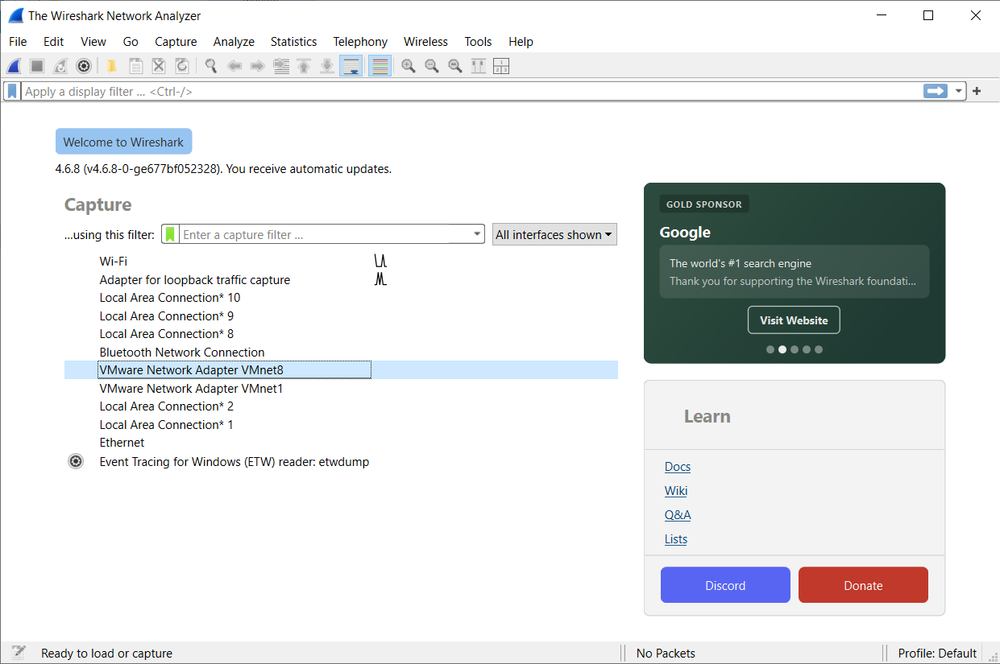 The Wireshark Network Analyzer
File Edit View Go Capture Analyze Statistics Telephony Wireless Tools Help
Apply a display filter ... <Ctrl-/>
Welcome to Wireshark
4.6.8 (v4.6.8-0-ge677bf052328). You receive automatic updates.
Capture
...using this filter: Enter a capture filter ... All interfaces shown
Wi-Fi
Adapter for loopback traffic capture
Local Area Connection* 10
Local Area Connection* 9
Local Area Connection* 8
Bluetooth Network Connection
VMware Network Adapter VMnet8
VMware Network Adapter VMnet1
Local Area Connection* 2
Local Area Connection* 1
Ethernet
Event Tracing for Windows (ETW) reader: etwdump
GOLD SPONSOR
Google
The world's #1 search engine
Thank you for supporting the Wireshark foundati...
Visit Website
Learn
Docs
Wiki
Q&A
Lists
Discord Donate
Ready to load or capture No Packets Profile: Default